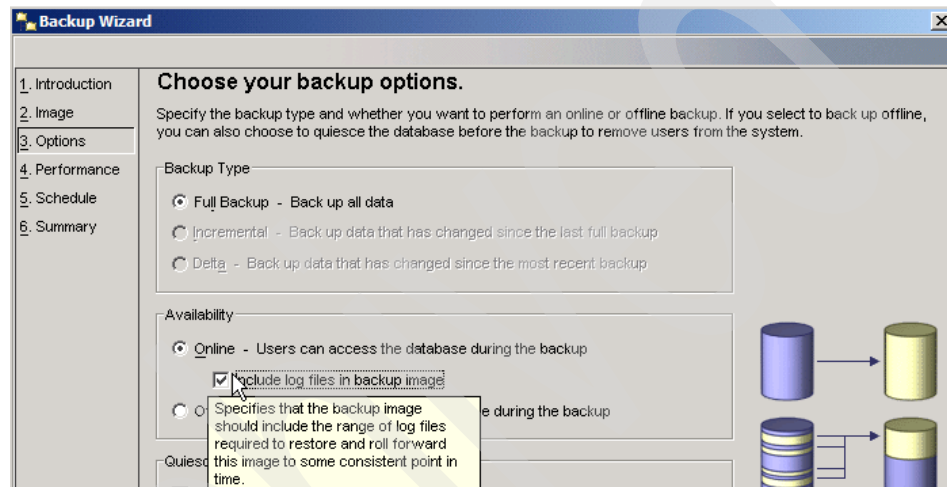 Backup Wizard
1. Introduction
2. Image
3. Options
4. Performance
5. Schedule
6. Summary
Choose your backup options.
Specify the backup type and whether you want to perform an online or offline backup. If you select to back up offline,
you can also choose to quiesce the database before the backup to remove users from the system.
Backup Type
Full Backup - Back up all data
Incremental - Back up data that has changed since the last full backup
Delta - Back up data that has changed since the most recent backup
Availability
Online - Users can access the database during the backup
Include log files in backup image
during the backup
Specifies that the backup image
should include the range of log files
required to restore and roll forward
this image to some consistent point in
time.